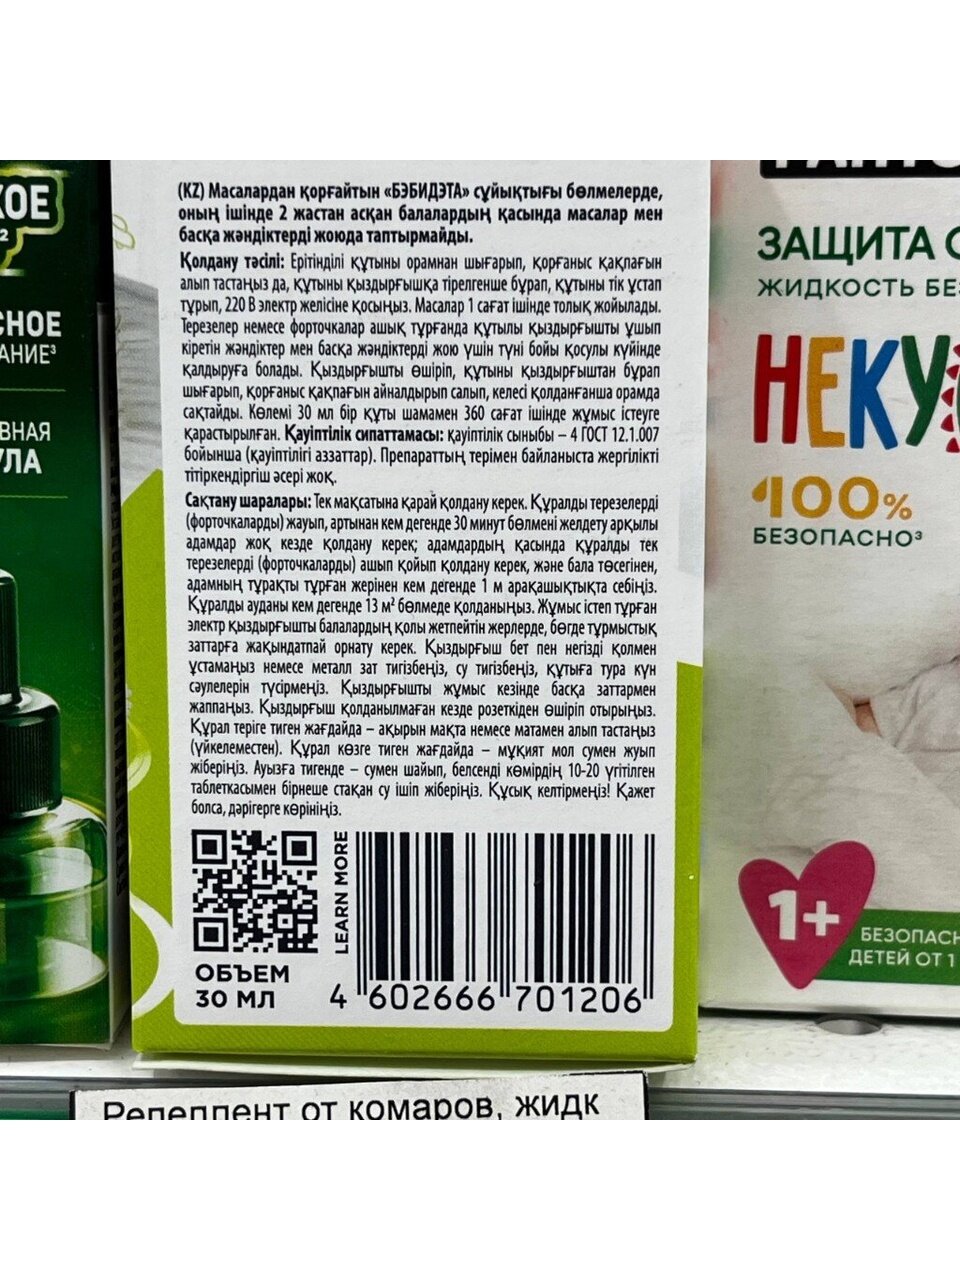 КОЕ
2
СНОЕ
АНИЕ³
ВНАЯ
УЛА
(KZ) Масалардан қорғайтын «БЭБИДЭТА» сұйықтығы бөлмелерде,
оның ішінде 2 жастан асқан балалардың қасында масалар мен
басқа жәндіктерді жоюда таптырмайды.
Қолдану тәсілі: Ерітінділі құтыны орамнан шығарып, қорғаныс қақпағын
алып тастаңыз да, құтыны қыздырғышқа тірелгенше бұрап, құтыны тік ұстап
тұрып, 220 В электр желісіне қосыңыз. Масалар 1 сағат ішінде толық жойылады.
Терезелер немесе форточкалар ашық тұрғанда құтылы қыздырғышты ұшып
кіретін жәндіктер мен басқа жәндіктерді жою үшін түні бойы қосулы күйінде
қалдыруға болады. Қыздырғышты өшіріп, құтыны қыздырғыштан бұрап
шығарып, қорғаныс қақпағын айналдырып салып, келесі қолданғанша орамда
сақтайды. Көлемі 30 мл бір құты шамамен 360 сағат ішінде жұмыс істеуге
қарастырылған. Қауіптілік сипаттамасы: қауіптілік сыныбы – 4 ГОСТ 12.1.007
бойынша (қауіптілігі аззаттар). Препараттың терімен байланыста жергілікті
тітіркендіргіш әсері жоқ.
Сақтану шаралары: Тек мақсатына қарай қолдану керек. Құралды терезелерді
(форточкаларды) жауып, артынан кем дегенде 30 минут бөлмені желдету арқылы
адамдар жоқ кезде қолдану керек; адамдардың қасында құралды тек
терезелерді (форточкаларды) ашып қойып қолдану керек, және бала төсегінен,
адамның тұрақты тұрған жерінен кем дегенде 1 м арақашықтықта себіңіз.
Құралды ауданы кем дегенде 13 м² бөлмеде қолданыңыз. Жұмыс істеп тұрған
электр қыздырғышты балалардың қолы жетпейтін жерлерде, бөгде тұрмыстық
заттарға жақындатпай орнату керек. Қыздырғыш бет пен негізді қолмен
ұстамаңыз немесе металл зат тигізбеңіз, су тигізбеңіз, құтыға тура күн
сәулелерін түсірмеңіз. Қыздырғышты жұмыс кезінде басқа заттармен
жаппаңыз. Қыздырғыш қолданылмаған кезде розеткіден өшіріп отырыңыз.
Құрал теріге тиген жағдайда – ақырын мақта немесе матамен алып тастаңыз
(үйкелеместен). Құрал көзге тиген жағдайда – мұқият мол сумен жуып
жіберіңіз. Ауызға тигенде – сумен шайып, белсенді көмірдің 10-20 үгітілген
таблеткасымен бірнеше стакан су ішіп жіберіңіз. Құсық келтірмеңіз! Қажет
болса, дәрігерге көрініңіз.
LEARN MORE
ОБЪЕМ
30 МЛ
4 602666 701206
ЗАЩИТА
ЖИДКОСТЬ БЕЗ
НЕКУ
100%
БЕЗОПАСНО³
1+
БЕЗОПАСН
ДЕТЕЙ ОТ 1
Репеллент от комаров, жидк